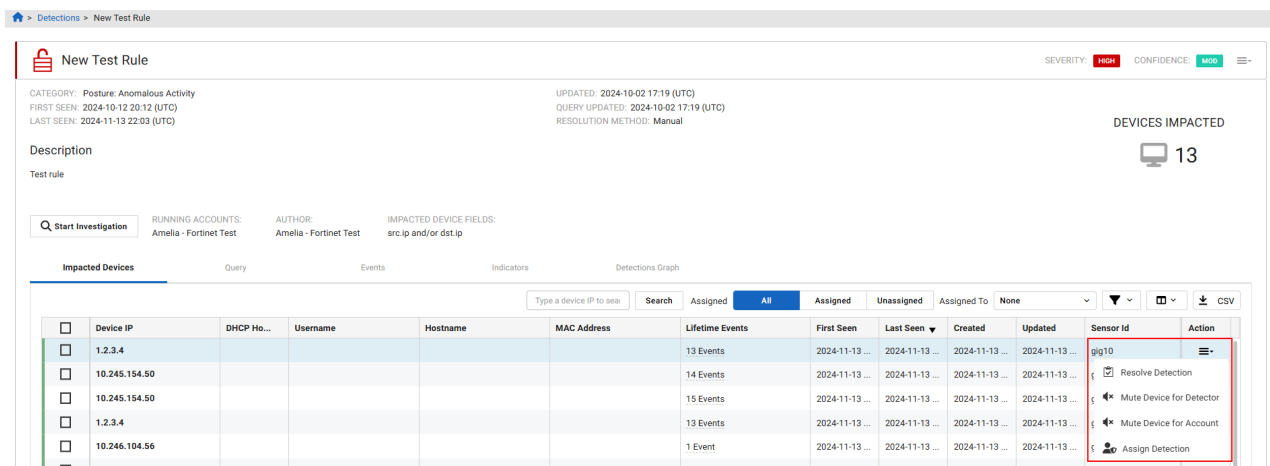 > Detections > New Test Rule
New Test Rule
SEVERITY: HIGH CONFIDENCE: MOD
CATEGORY: Posture: Anomalous Activity
FIRST SEEN: 2024-10-12 20:12 (UTC)
LAST SEEN: 2024-11-13 22:03 (UTC)
UPDATED: 2024-10-02 17:19 (UTC)
QUERY UPDATED: 2024-10-02 17:19 (UTC)
RESOLUTION METHOD: Manual
DEVICES IMPACTED
13
Description
Test rule
Start Investigation
RUNNING ACCOUNTS:
Amelia - Fortinet Test
AUTHOR:
Amelia - Fortinet Test
IMPACTED DEVICE FIELDS:
src.ip and/or dst.ip
Impacted Devices Query Events Indicators Detections Graph
Type a device IP to sea Search Assigned All Assigned Unassigned Assigned To None CSV
Device IP DHCP Ho... Username Hostname MAC Address Lifetime Events First Seen Last Seen Created Updated Sensor Id Action
1.2.3.4 13 Events 2024-11-13 ... 2024-11-13 ... 2024-11-13 ... 2024-11-13 ... gig10
10.245.154.50 14 Events 2024-11-13 ... 2024-11-13 ... 2024-11-13 ... 2024-11-13 ...
10.245.154.50 15 Events 2024-11-13 ... 2024-11-13 ... 2024-11-13 ... 2024-11-13 ...
1.2.3.4 13 Events 2024-11-13 ... 2024-11-13 ... 2024-11-13 ... 2024-11-13 ...
10.246.104.56 1 Event 2024-11-13 ... 2024-11-13 ... 2024-11-13 ... 2024-11-13 ...
Resolve Detection
Mute Device for Detector
Mute Device for Account
Assign Detection